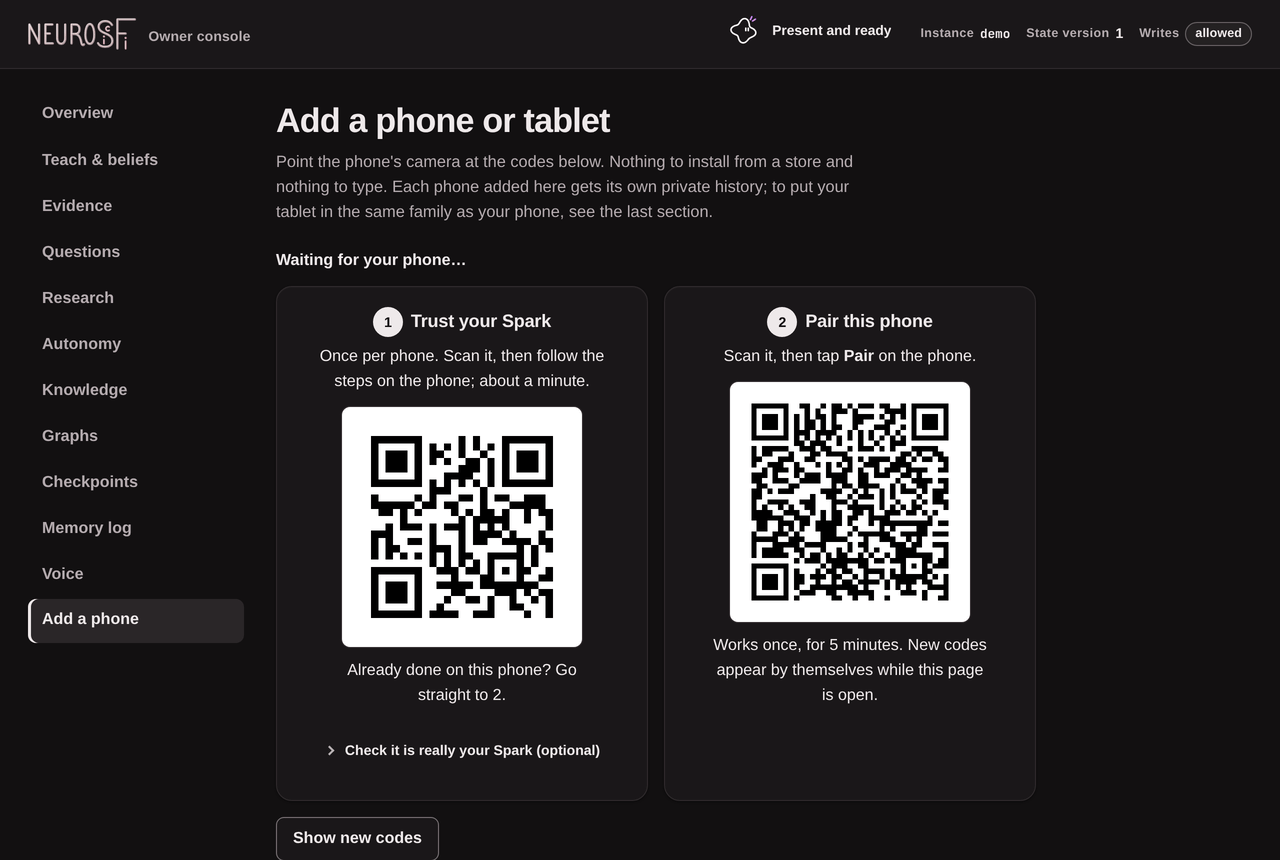 NEUROSciFi Owner console
Present and ready
Instance demo State version 1 Writes allowed
Overview
Teach & beliefs
Evidence
Questions
Research
Autonomy
Knowledge
Graphs
Checkpoints
Memory log
Voice
Add a phone
Add a phone or tablet
Point the phone's camera at the codes below. Nothing to install from a store and
nothing to type. Each phone added here gets its own private history; to put your
tablet in the same family as your phone, see the last section.
Waiting for your phone…
1 Trust your Spark
Once per phone. Scan it, then follow the
steps on the phone; about a minute.
Already done on this phone? Go
straight to 2.
Check it is really your Spark (optional)
2 Pair this phone
Scan it, then tap Pair on the phone.
Works once, for 5 minutes. New codes
appear by themselves while this page
is open.
Show new codes